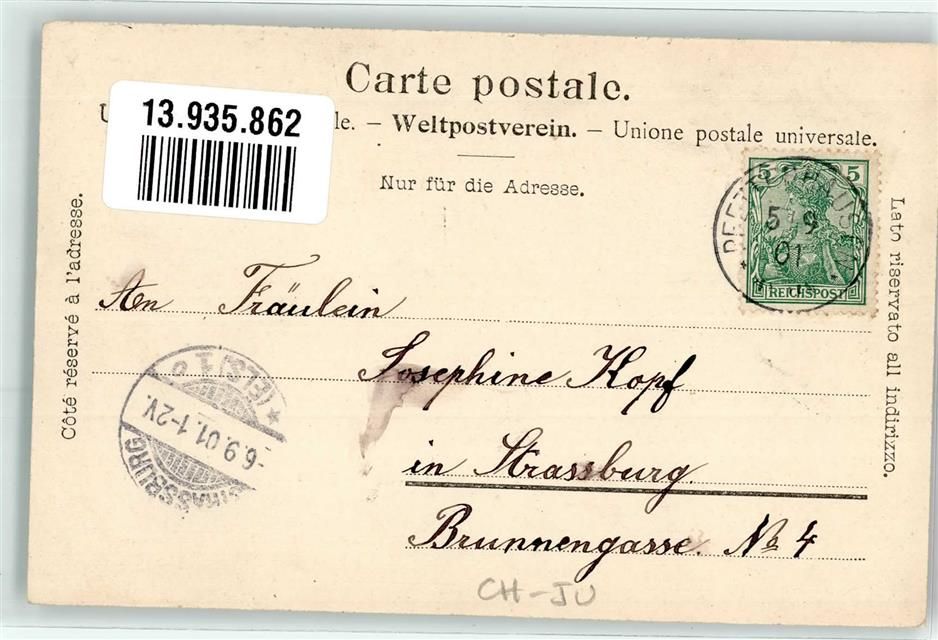 Carte postale.
13.935.862
le. – Weltpostverein. – Unione postale universale.
Nur für die Adresse.
Côté réservé à l'adresse.
Lato riservato all indirizzo.
5 5
5 9
01
REICHSPOST
An Fräulein
Josephine Kopf
in Strassburg
Brunnengasse. No 4
STRASSBURG
-6.9.01.1-2V.
(ELS) 1 o
CH-JU